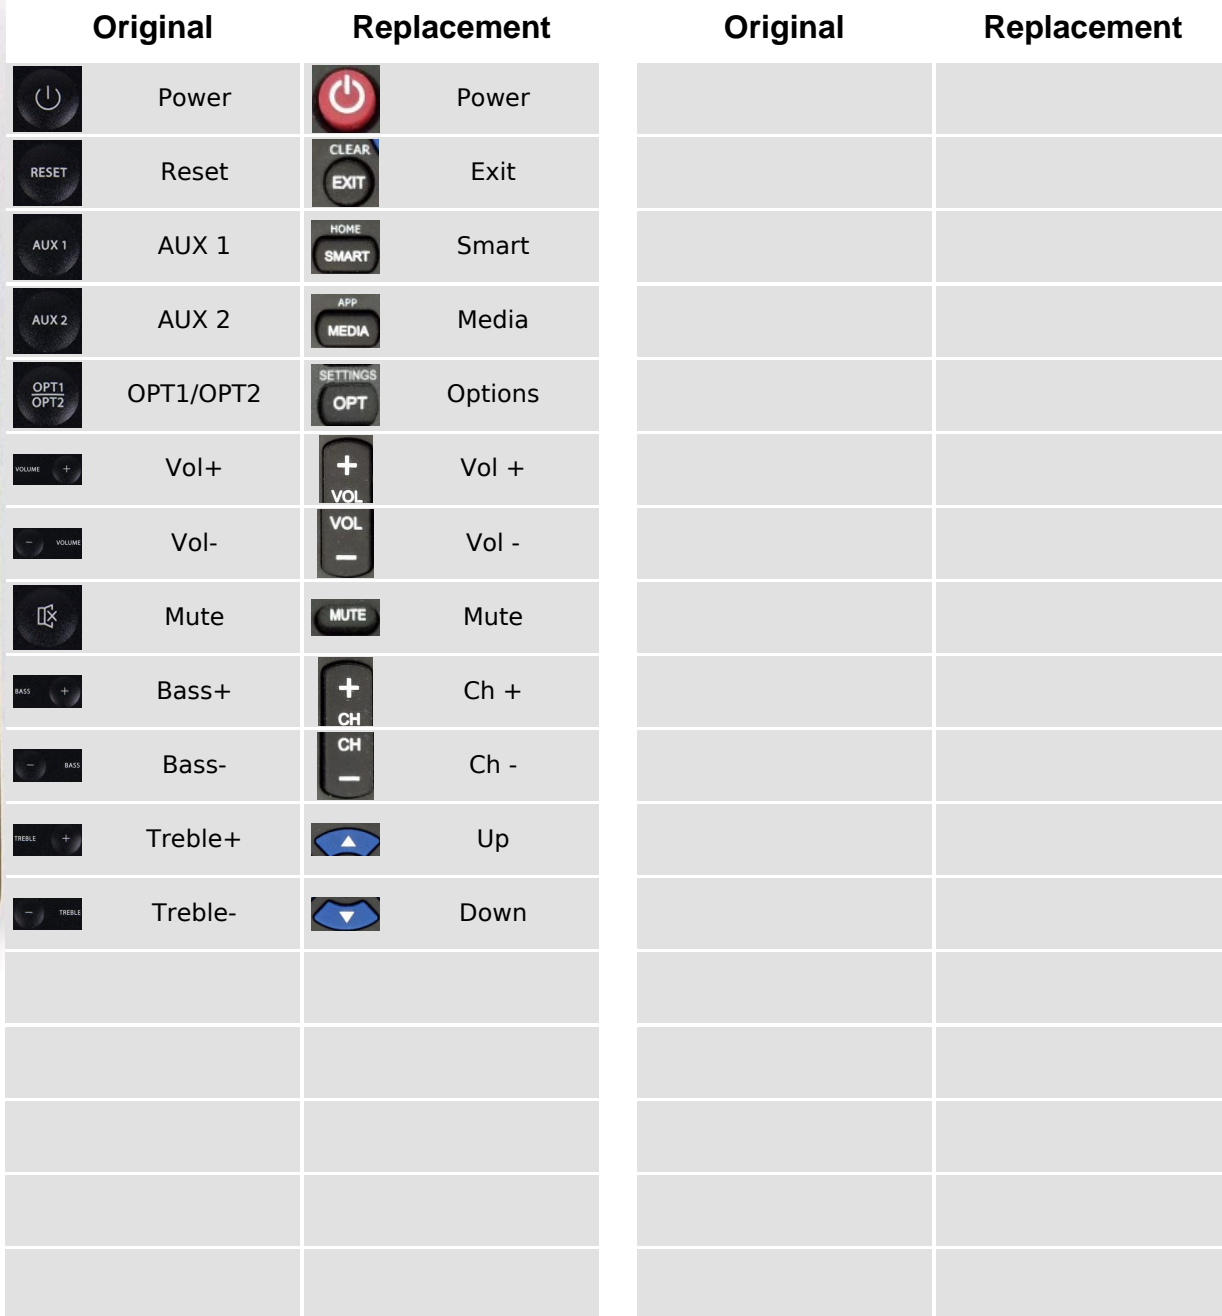 Original Replacement Original Replacement
Power Power
RESET Reset CLEAR EXIT Exit
AUX 1 AUX 1 HOME SMART Smart
AUX 2 AUX 2 APP MEDIA Media
OPT1 OPT2 OPT1/OPT2 SETTINGS OPT Options
VOLUME + Vol+ + VOL Vol +
- VOLUME Vol- VOL - Vol -
Mute MUTE Mute
BASS + Bass+ + CH Ch +
- BASS Bass- CH - Ch -
TREBLE + Treble+ Up
- TREBLE Treble- Down